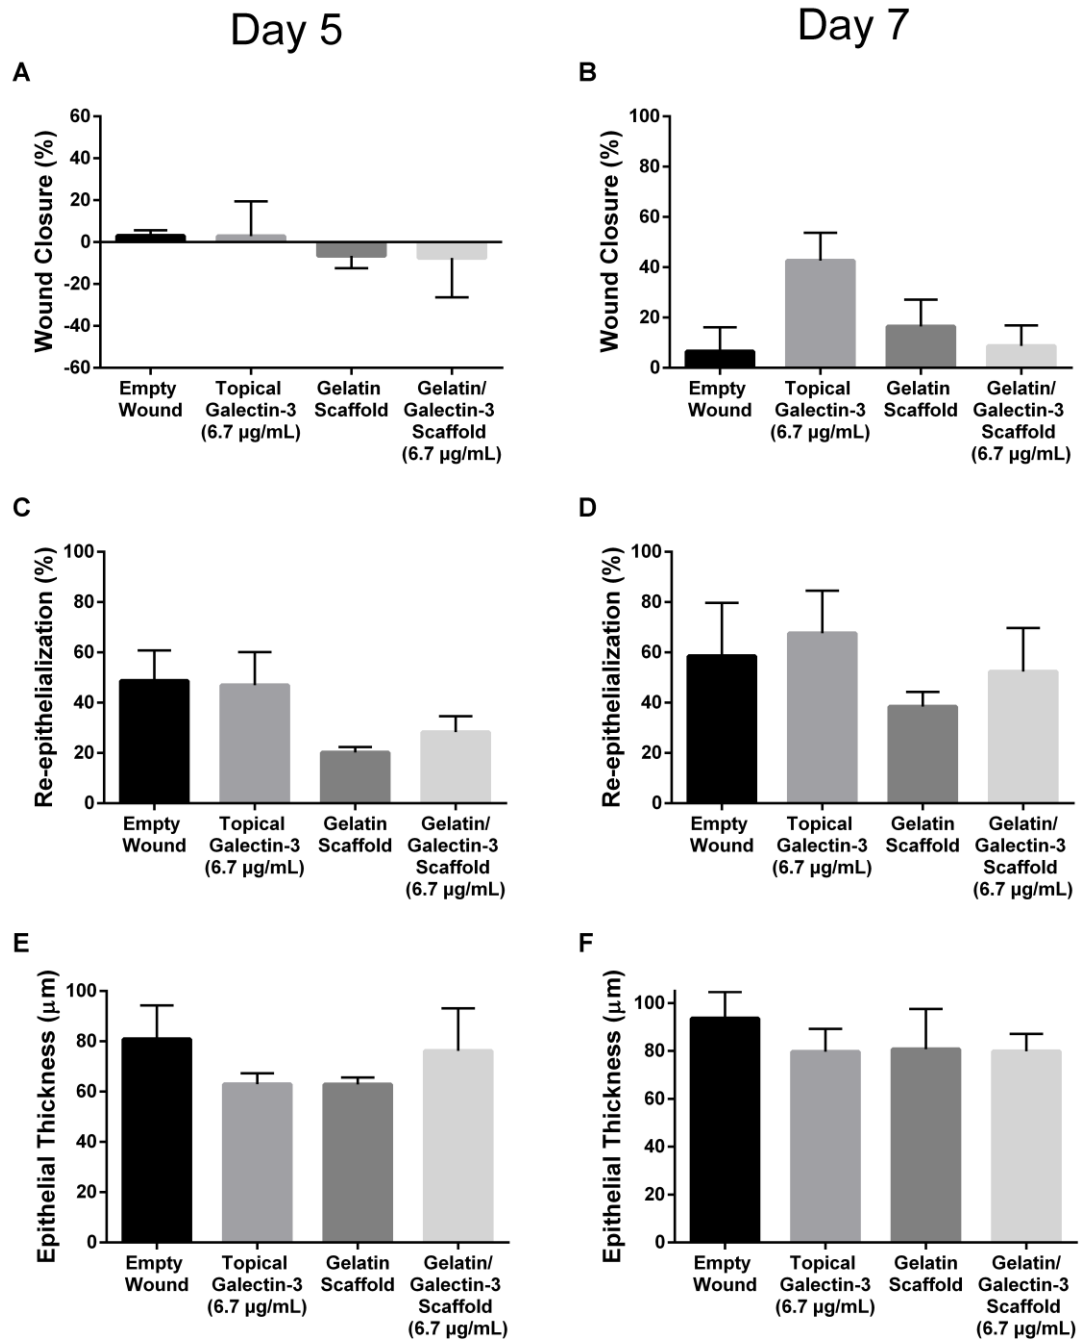 Day 5
Day 7
A
Wound Closure (%)
60
40
20
0
-20
-40
-60
Empty
Wound
Topical
Galectin-3
(6.7 µg/mL)
Gelatin
Scaffold
Gelatin/
Galectin-3
Scaffold
(6.7 µg/mL)
B
Wound Closure (%)
100
80
60
40
20
0
Empty
Wound
Topical
Galectin-3
(6.7 µg/mL)
Gelatin
Scaffold
Gelatin/
Galectin-3
Scaffold
(6.7 µg/mL)
C
Re-epithelialization (%)
100
80
60
40
20
0
Empty
Wound
Topical
Galectin-3
(6.7 µg/mL)
Gelatin
Scaffold
Gelatin/
Galectin-3
Scaffold
(6.7 µg/mL)
D
Re-epithelialization (%)
100
80
60
40
20
0
Empty
Wound
Topical
Galectin-3
(6.7 µg/mL)
Gelatin
Scaffold
Gelatin/
Galectin-3
Scaffold
(6.7 µg/mL)
E
Epithelial Thickness (µm)
100
80
60
40
20
0
Empty
Wound
Topical
Galectin-3
(6.7 µg/mL)
Gelatin
Scaffold
Gelatin/
Galectin-3
Scaffold
(6.7 µg/mL)
F
Epithelial Thickness (µm)
100
80
60
40
20
0
Empty
Wound
Topical
Galectin-3
(6.7 µg/mL)
Gelatin
Scaffold
Gelatin/
Galectin-3
Scaffold
(6.7 µg/mL)